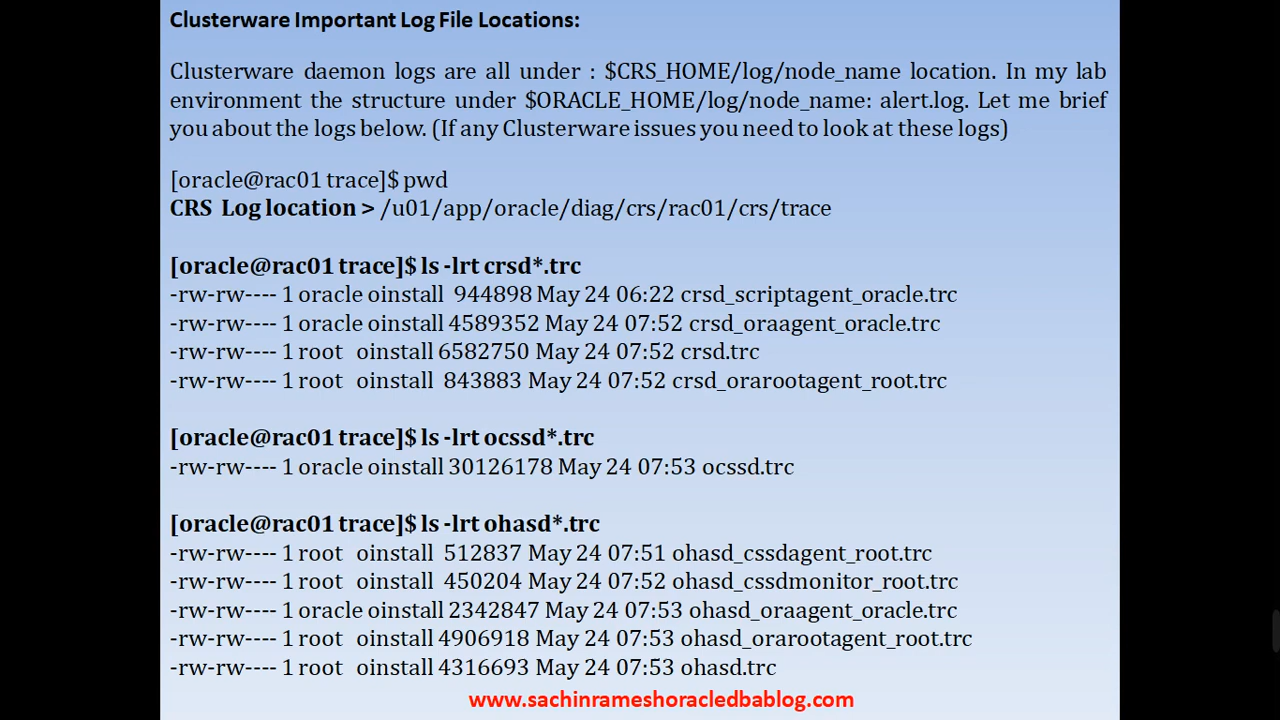 Clusterware Important Log File Locations:
Clusterware daemon logs are all under : $CRS_HOME/log/node_name location. In my lab
environment the structure under $ORACLE_HOME/log/node_name: alert.log. Let me brief
you about the logs below. (If any Clusterware issues you need to look at these logs)
[oracle@rac01 trace]$ pwd
CRS Log location > /u01/app/oracle/diag/crs/rac01/crs/trace
[oracle@rac01 trace]$ ls -lrt crsd*.trc
-rw-rw---- 1 oracle oinstall 944898 May 24 06:22 crsd_scriptagent_oracle.trc
-rw-rw---- 1 oracle oinstall 4589352 May 24 07:52 crsd_oraagent_oracle.trc
-rw-rw---- 1 root oinstall 6582750 May 24 07:52 crsd.trc
-rw-rw---- 1 root oinstall 843883 May 24 07:52 crsd_orarootagent_root.trc
[oracle@rac01 trace]$ ls -lrt ocssd*.trc
-rw-rw---- 1 oracle oinstall 30126178 May 24 07:53 ocssd.trc
[oracle@rac01 trace]$ ls -lrt ohasd*.trc
-rw-rw---- 1 root oinstall 512837 May 24 07:51 ohasd_cssdagent_root.trc
-rw-rw---- 1 root oinstall 450204 May 24 07:52 ohasd_cssdmonitor_root.trc
-rw-rw---- 1 oracle oinstall 2342847 May 24 07:53 ohasd_oraagent_oracle.trc
-rw-rw---- 1 root oinstall 4906918 May 24 07:53 ohasd_orarootagent_root.trc
-rw-rw---- 1 root oinstall 4316693 May 24 07:53 ohasd.trc
www.sachinrameshoracledbablog.com